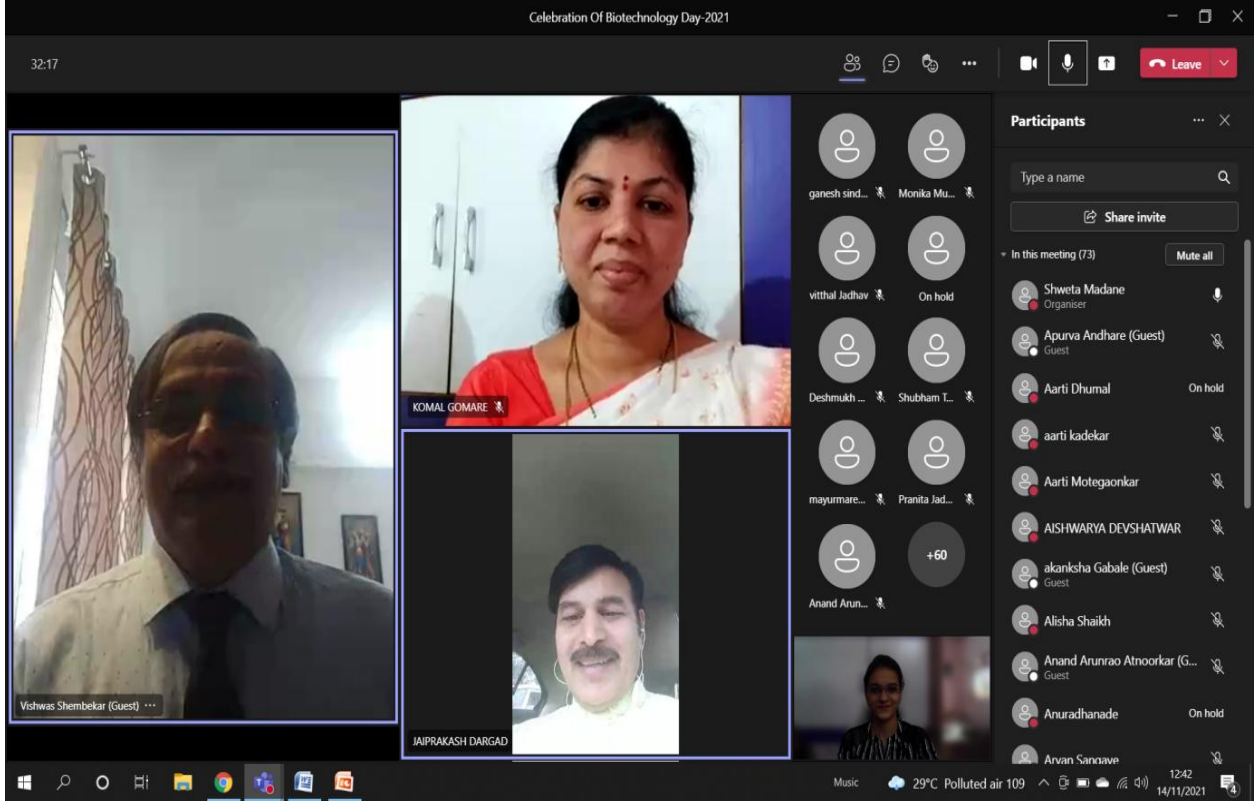 Celebration Of Biotechnology Day-2021
32:17
Leave
Vishwas Shembekar (Guest) ···
KOMAL GOMARE
JAIPRAKASH DARGAD
ganesh sind... Monika Mu...
vitthal Jadhav On hold
Deshmukh ... Shubham T...
mayurmare... Pranita Jad...
+60
Anand Arun...
Participants
Type a name
Share invite
In this meeting (73) Mute all
Shweta Madane
Organiser
Apurva Andhare (Guest)
Guest
Aarti Dhumal On hold
aarti kadekar
Aarti Motegaonkar
AISHWARYA DEVSHATWAR
akanksha Gabale (Guest)
Guest
Alisha Shaikh
Anand Arunrao Atnoorkar (G...
Guest
Anuradhanade On hold
Aryan Sangave
Music 29°C Polluted air 109 12:42
14/11/2021 4